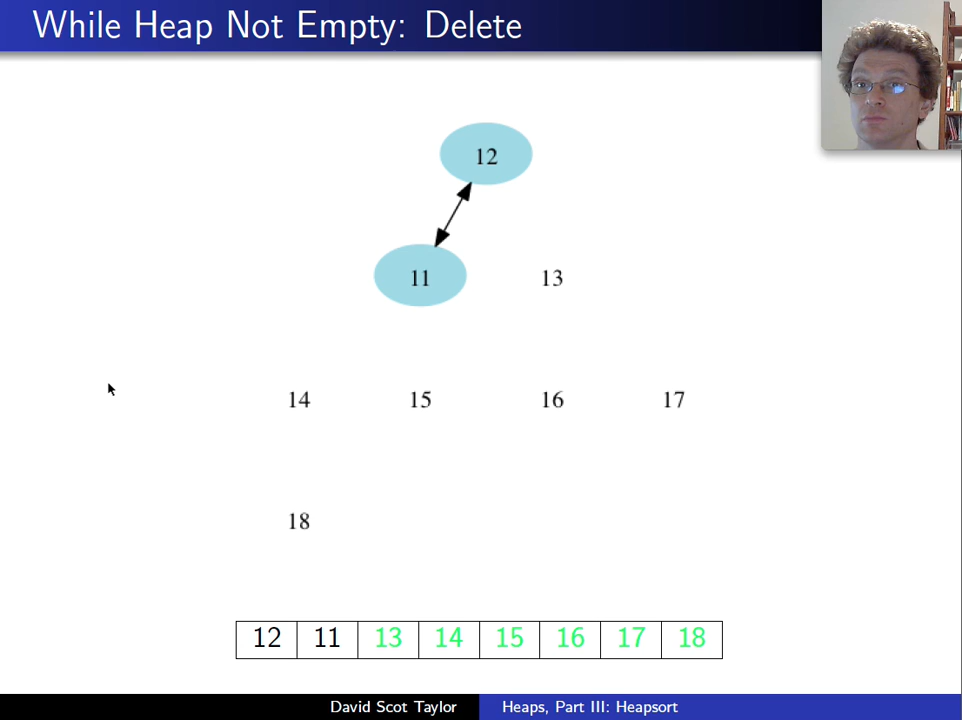 While Heap Not Empty: Delete
12
11 13
14 15 16 17
18
12 11 13 14 15 16 17 18
David Scot Taylor Heaps, Part III: Heapsort